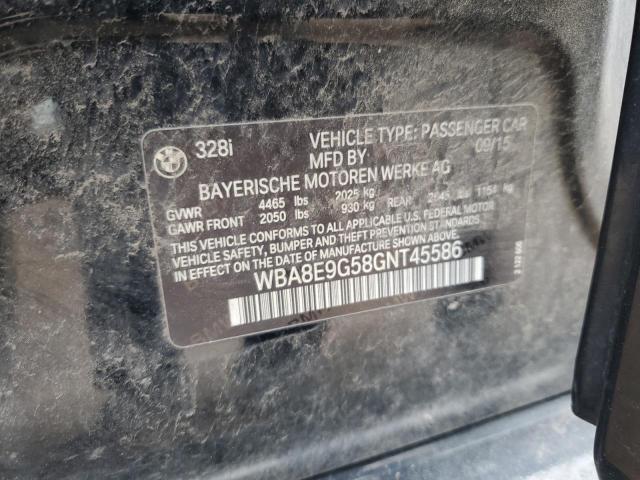 328i VEHICLE TYPE: PASSENGER CAR
MFD BY 09/15
BAYERISCHE MOTOREN WERKE AG
GVWR 4465 lbs 2025 kg
GAWR FRONT 2050 lbs 930 kg REAR 2545 lbs 1154 kg
THIS VEHICLE CONFORMS TO ALL APPLICABLE U.S. FEDERAL MOTOR
VEHICLE SAFETY, BUMPER AND THEFT PREVENTION STANDARDS
IN EFFECT ON THE DATE OF MANUFACTURE SHOWN ABOVE.
WBA8E9G58GNT45586